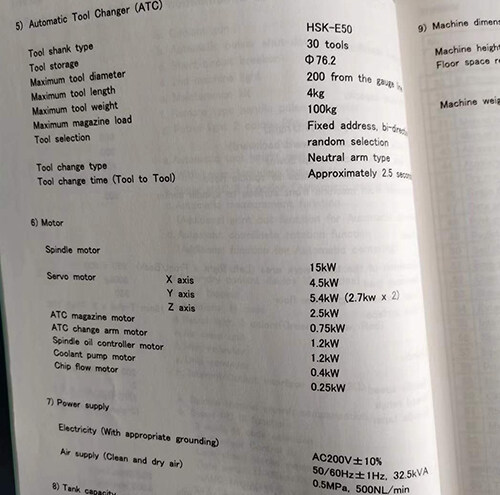 5) Automatic Tool Changer (ATC)
Tool shank type HSK-E50
Tool storage 30 tools
Maximum tool diameter Φ76.2
Maximum tool length 200 from the gauge
Maximum tool weight 4kg
Maximum magazine load 100kg
Tool selection Fixed address,
random selection
Tool change type Neutral arm type
Tool change time (Tool to Tool) Approximately 2.5
6) Motor
Spindle motor 15kW
Servo motor X axis 4.5kW
Y axis 5.4kW (2.7kw x 2)
Z axis 2.5kW
ATC magazine motor 0.75kW
ATC change arm motor 1.2kW
Spindle oil controller motor 1.2kW
Coolant pump motor 0.4kW
Chip flow motor 0.25kW
7) Power supply
Electricity (With appropriate grounding) AC200V±10%
50/60Hz±1Hz, 32.5kVA
Air supply (Clean and dry air) 0.5MPa, 500NL/min
8) Tank capacity
9) Machine
Machine
Floor space
Machine